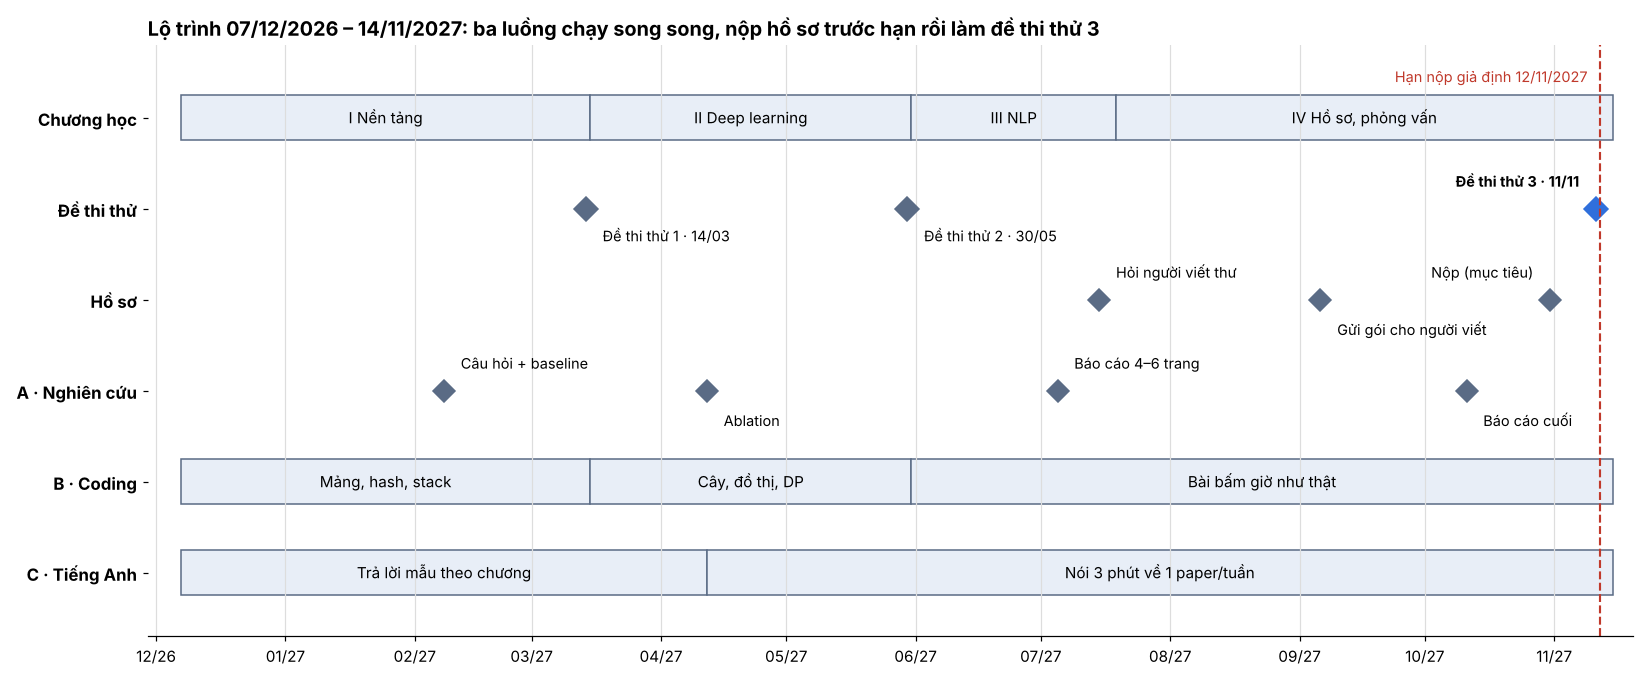 Lộ trình 07/12/2026 – 14/11/2027: ba luồng chạy song song, nộp hồ sơ trước hạn rồi làm đề thi thử 3
Hạn nộp giả định 12/11/2027
Chương học
I Nền tảng
II Deep learning
III NLP
IV Hồ sơ, phỏng vấn
Đề thi thử 3 · 11/11
Đề thi thử
Đề thi thử 1 · 14/03
Đề thi thử 2 · 30/05
Hỏi người viết thư
Nộp (mục tiêu)
Hồ sơ
Gửi gói cho người viết
Câu hỏi + baseline
Báo cáo 4–6 trang
A · Nghiên cứu
Ablation
Báo cáo cuối
B · Coding
Mảng, hash, stack
Cây, đồ thị, DP
Bài bấm giờ như thật
C · Tiếng Anh
Trả lời mẫu theo chương
Nói 3 phút về 1 paper/tuần
12/26
01/27
02/27
03/27
04/27
05/27
06/27
07/27
08/27
09/27
10/27
11/27